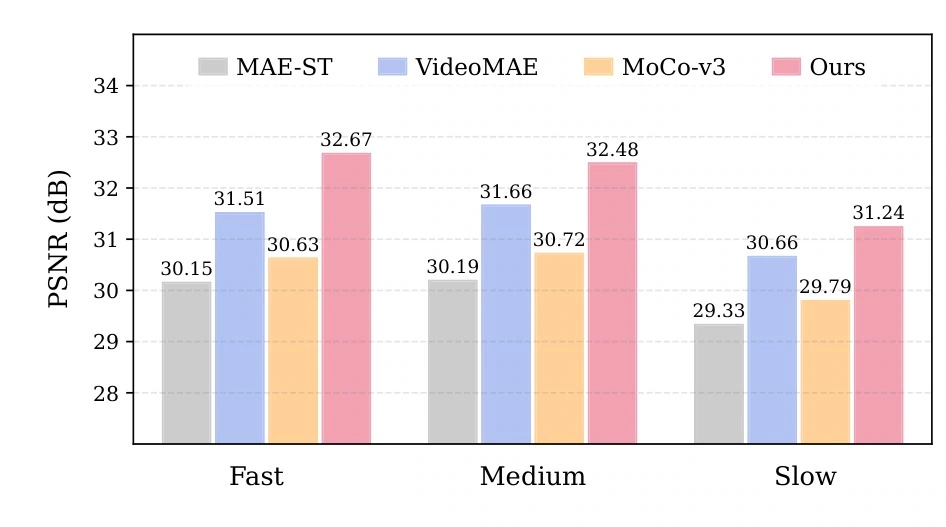 MAE-ST VideoMAE MoCo-v3 Ours
PSNR (dB)
34
33
32
31
30
29
28
30.15 31.51 30.63 32.67
30.19 31.66 30.72 32.48
29.33 30.66 29.79 31.24
Fast Medium Slow